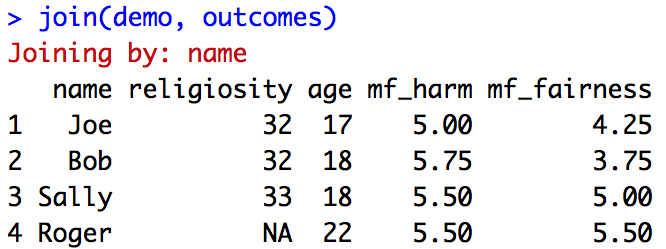 > join(demo, outcomes)
Joining by: name
   name religiosity age mf_harm mf_fairness
1   Joe          32  17    5.00        4.25
2   Bob          32  18    5.75        3.75
3 Sally          33  18    5.50        5.00
4 Roger          NA  22    5.50        5.50